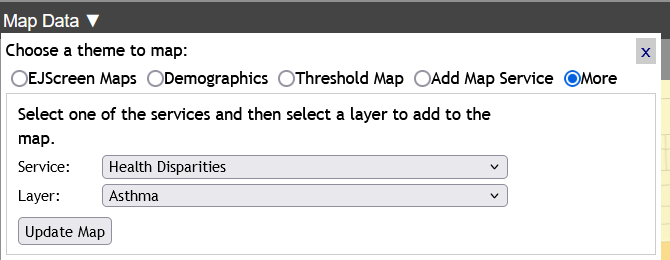 Map Data ▼
Choose a theme to map:
x
EJScreen Maps Demographics Threshold Map Add Map Service More
Select one of the services and then select a layer to add to the
map.
Service: Health Disparities
Layer: Asthma
Update Map